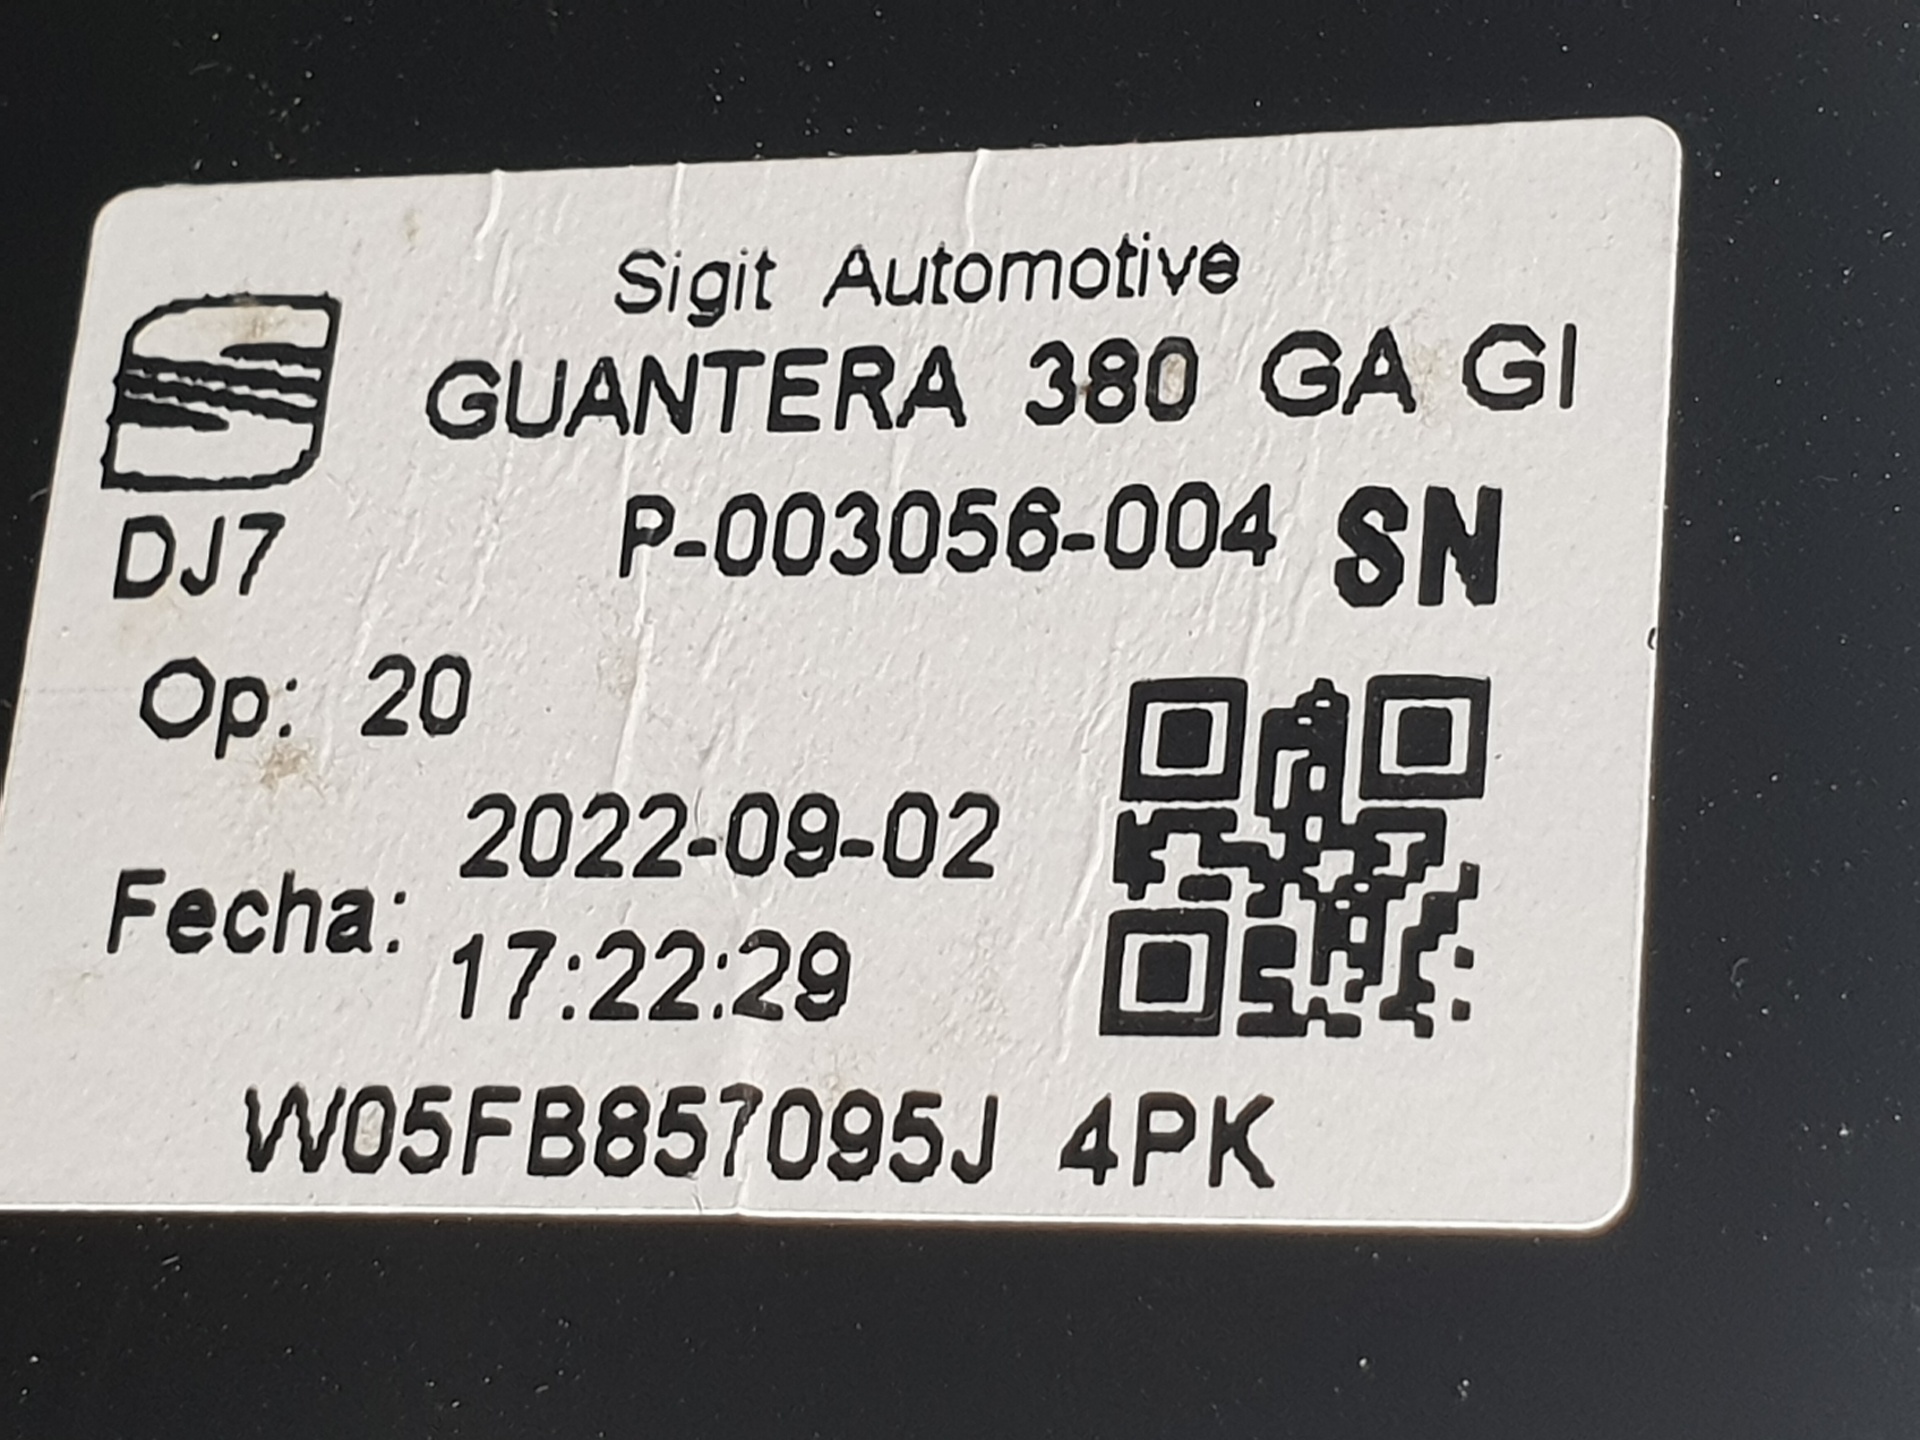 Sigit Automotive
GUANTERA 380 GA GI
DJ7 P-003056-004 SN
Op: 20
Fecha: 2022-09-02
17:22:29
W05FB857095J 4PK